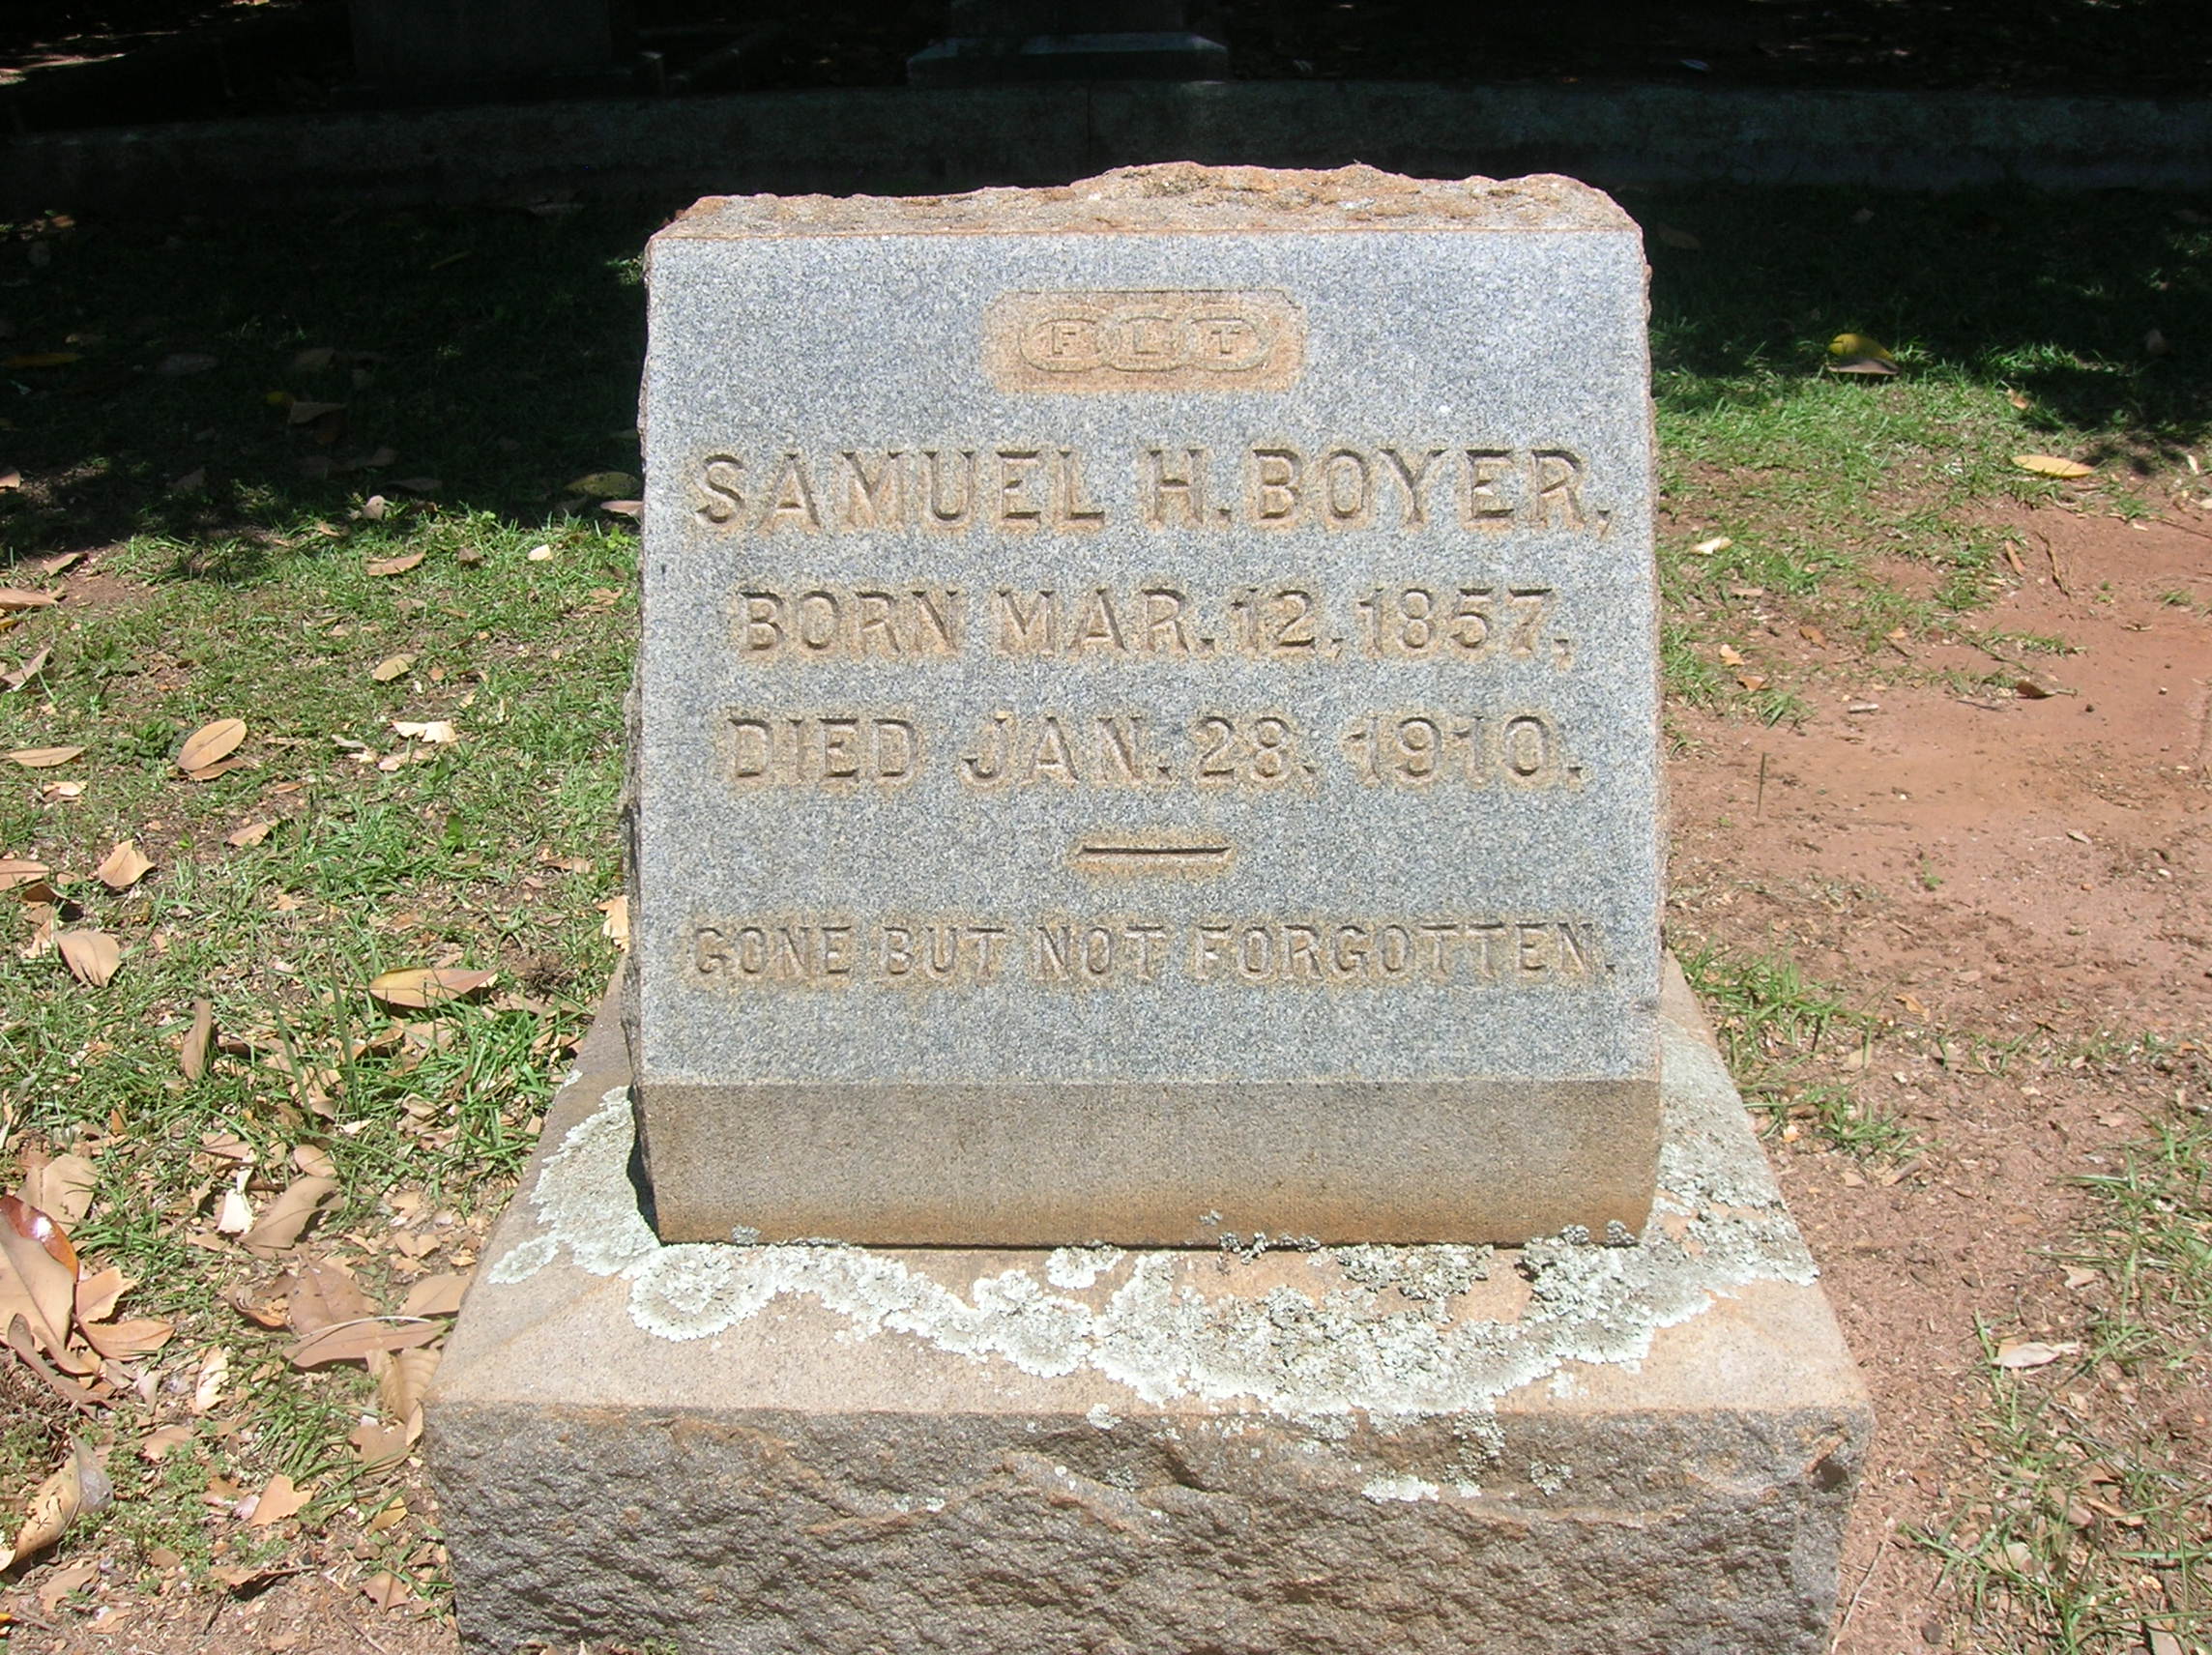 F L T
SAMUEL H. BOYER,
BORN MAR. 12, 1857,
DIED JAN. 28, 1910.
GONE BUT NOT FORGOTTEN.